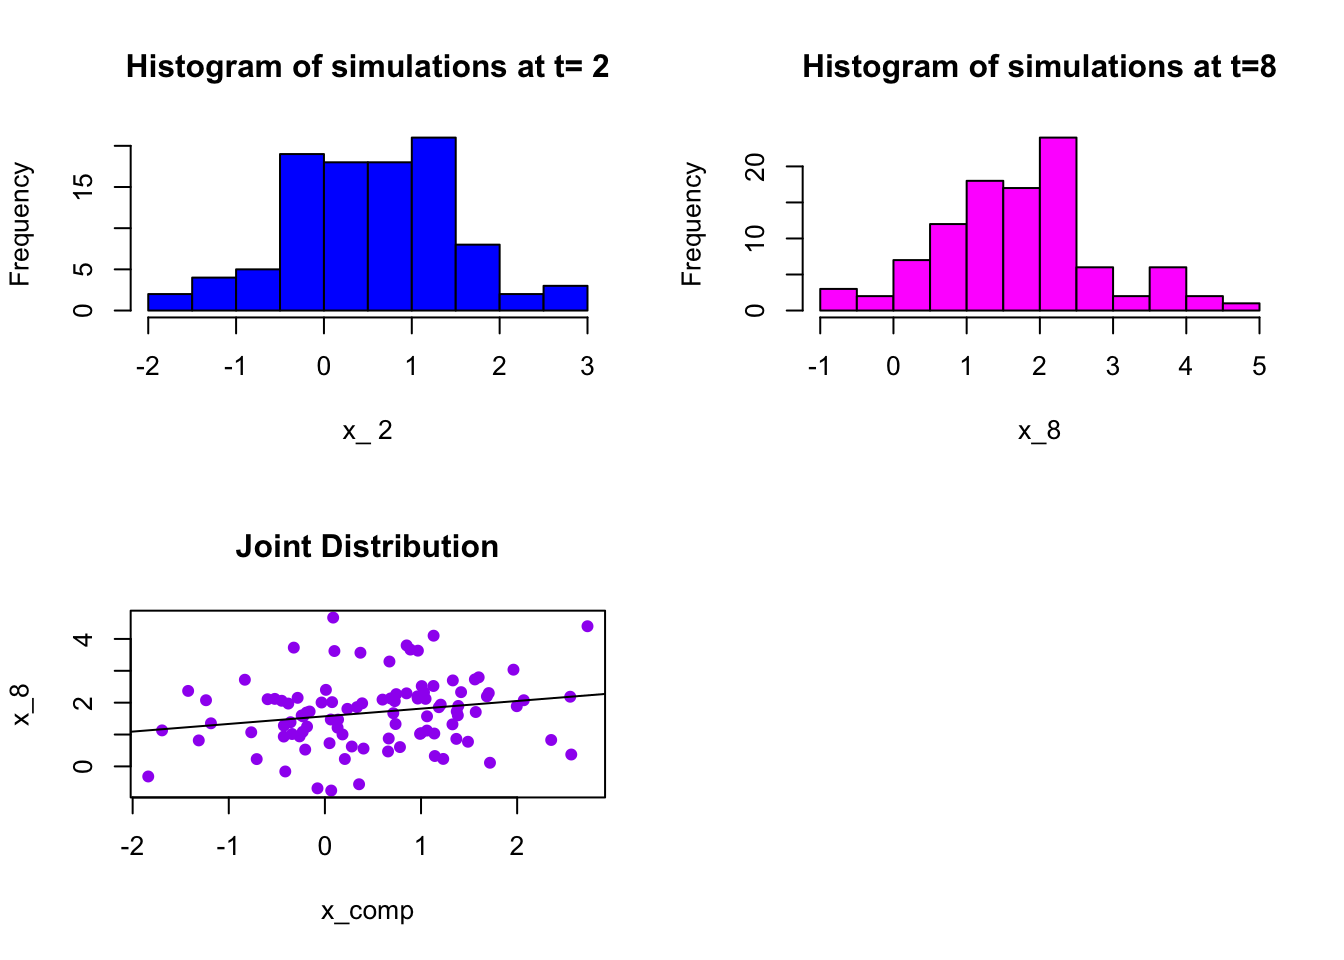 Histogram of simulations at t= 2
Frequency
0
5
15
-2 -1 0 1 2 3
x_ 2
Histogram of simulations at t=8
Frequency
0
10
20
-1 0 1 2 3 4 5
x_8
Joint Distribution
x_8
0
2
4
-2 -1 0 1 2
x_comp